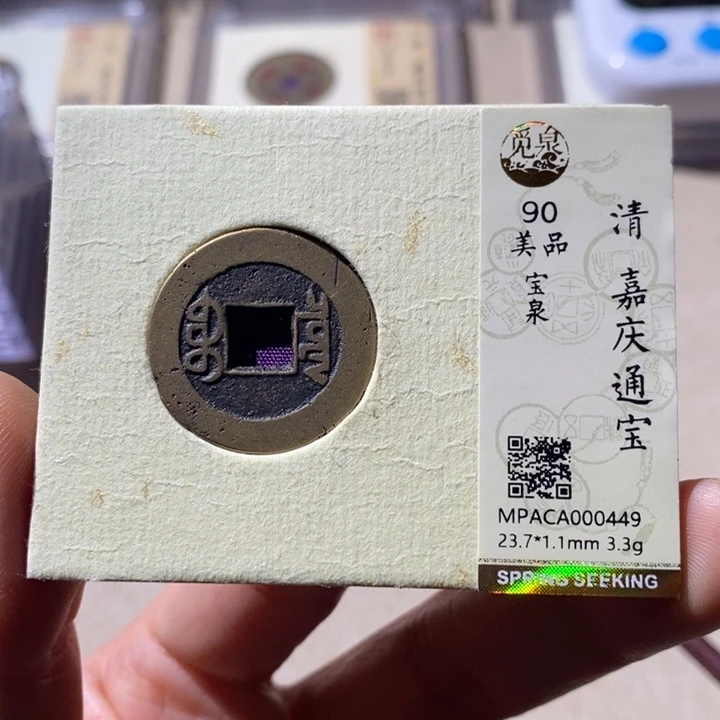 觅泉
90
美品
宝泉
清 嘉庆通宝
MPACA000449
23.7*1.1mm 3.3g
SPRING SEEKING